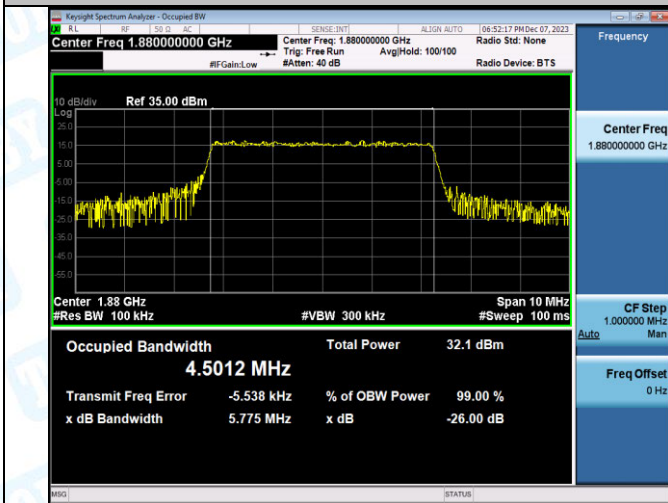 Keysight Spectrum Analyzer - Occupied BW
RL RF 50 Ω AC SENSE:INT ALIGN AUTO 06:52:17 PM Dec 07, 2023
Center Freq 1.880000000 GHz
Center Freq: 1.880000000 GHz
Radio Std: None
Trig: Free Run Avg|Hold: 100/100
#IFGain:Low #Atten: 40 dB Radio Device: BTS
10 dB/div Ref 35.00 dBm
Log
25.0
15.0
5.00
-5.00
-15.0
-25.0
-35.0
-45.0
-55.0
Center 1.88 GHz Span 10 MHz
#Res BW 100 kHz #VBW 300 kHz #Sweep 100 ms
Occupied Bandwidth Total Power 32.1 dBm
4.5012 MHz
Transmit Freq Error -5.538 kHz % of OBW Power 99.00 %
x dB Bandwidth 5.775 MHz x dB -26.00 dB
MSG STATUS
Frequency
Center Freq
1.880000000 GHz
CF Step
1.000000 MHz
Auto Man
Freq Offset
0 Hz